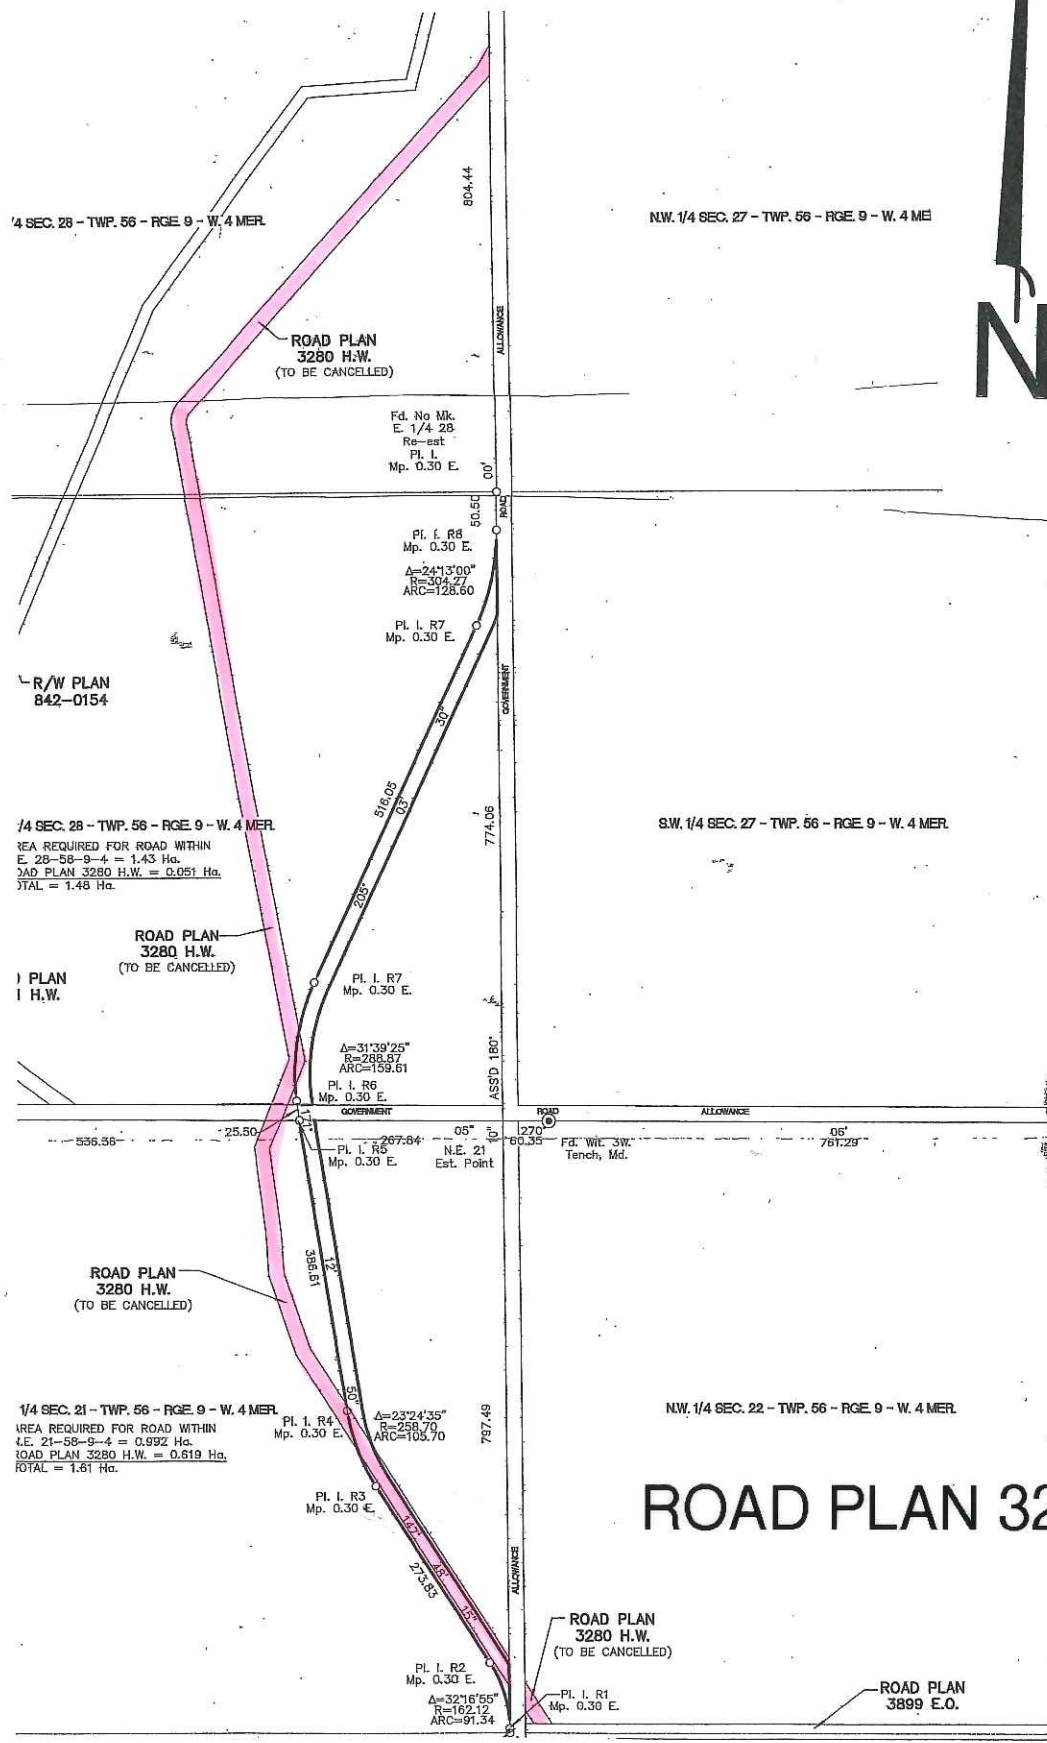 804.44
/4 SEC. 28 - TWP. 56 - RGE. 9 - W. 4 MER.
N.W. 1/4 SEC. 27 - TWP. 56 - RGE. 9 - W. 4 ME
N
ALLOWANCE
ROAD PLAN
3280 H.W.
(TO BE CANCELLED)
Fd. No Mk.
E. 1/4 28
Re-est
Pl. I.
Mp. 0.30 E.
00'
50.50
ROAD
Pl. I. R8
Mp. 0.30 E.
Δ=24°13'00"
R=304.27
ARC=128.60
Pl. I. R7
Mp. 0.30 E.
R/W PLAN
842-0154
GOVERNMENT
30"
516.05
03'
205°
774.06
/4 SEC. 28 - TWP. 56 - RGE. 9 - W. 4 MER.
S.W. 1/4 SEC. 27 - TWP. 56 - RGE. 9 - W. 4 MER.
REA REQUIRED FOR ROAD WITHIN
E. 28-58-9-4 = 1.43 Ha.
OAD PLAN 3280 H.W. = 0.051 Ha.
OTAL = 1.48 Ha.
ROAD PLAN
3280 H.W.
(TO BE CANCELLED)
PLAN
H.W.
Pl. I. R7
Mp. 0.30 E.
ASS'D 180°
Δ=31°39'25"
R=288.87
ARC=159.61
Pl. I. R6
Mp. 0.30 E.
GOVERNMENT
ROAD
ALLOWANCE
171°
25.50
536.36
267.84
05"
10"
270°
60.35
06'
761.29
Pl. I. R5
Mp. 0.30 E.
N.E. 21
Est. Point
Fd. Wit. 3W.
Tench, Md.
386.61
12'
ROAD PLAN
3280 H.W.
(TO BE CANCELLED)
50"
1/4 SEC. 21 - TWP. 56 - RGE. 9 - W. 4 MER.
N.W. 1/4 SEC. 22 - TWP. 56 - RGE. 9 - W. 4 MER.
AREA REQUIRED FOR ROAD WITHIN
.E. 21-58-9-4 = 0.992 Ha.
ROAD PLAN 3280 H.W. = 0.619 Ha.
TOTAL = 1.61 Ha.
Pl. I. R4
Mp. 0.30 E.
Δ=23°24'35"
R=258.70
ARC=105.70
797.49
Pl. I. R3
Mp. 0.30 E.
ROAD PLAN 32
147°
48'
15"
273.83
ALLOWANCE
ROAD PLAN
3280 H.W.
(TO BE CANCELLED)
Pl. I. R2
Mp. 0.30 E.
Δ=32°16'55"
R=162.12
ARC=91.34
Pl. I. R1
Mp. 0.30 E.
ROAD PLAN
3899 E.O.